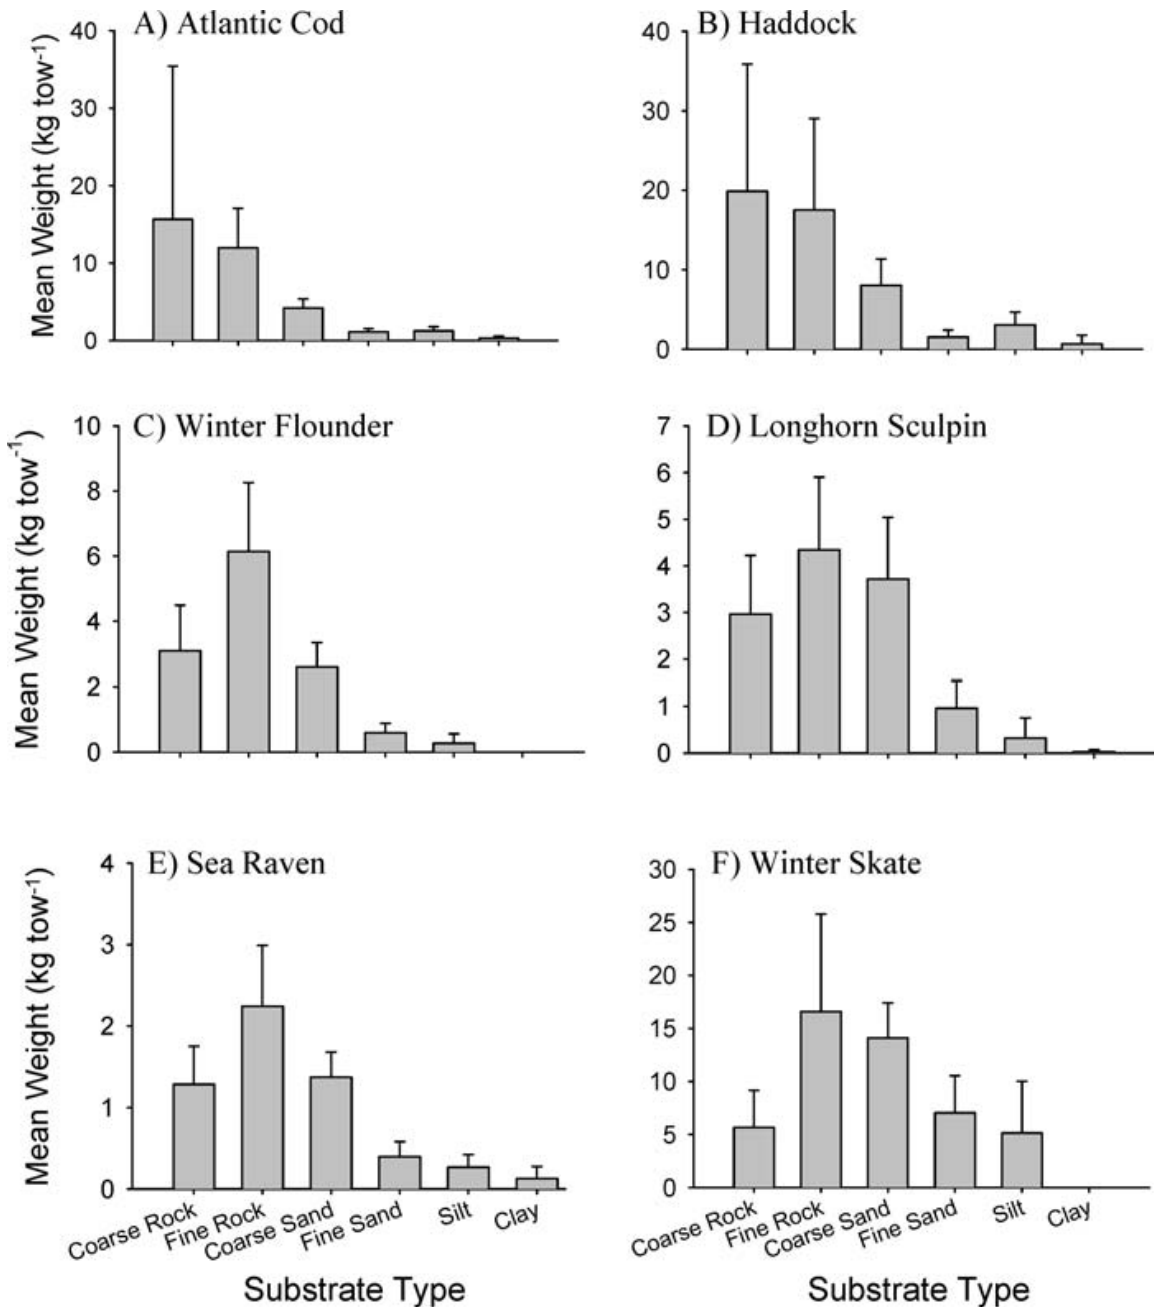 A) Atlantic Cod
Mean Weight (kg tow-1)
40
30
20
10
0
B) Haddock
40
30
20
10
0
C) Winter Flounder
Mean Weight (kg tow-1)
10
8
6
4
2
0
D) Longhorn Sculpin
7
6
5
4
3
2
1
0
E) Sea Raven
Mean Weight (kg tow-1)
4
3
2
1
0
Coarse Rock
Fine Rock
Coarse Sand
Fine Sand
Silt
Clay
Substrate Type
F) Winter Skate
30
25
20
15
10
5
0
Coarse Rock
Fine Rock
Coarse Sand
Fine Sand
Silt
Clay
Substrate Type